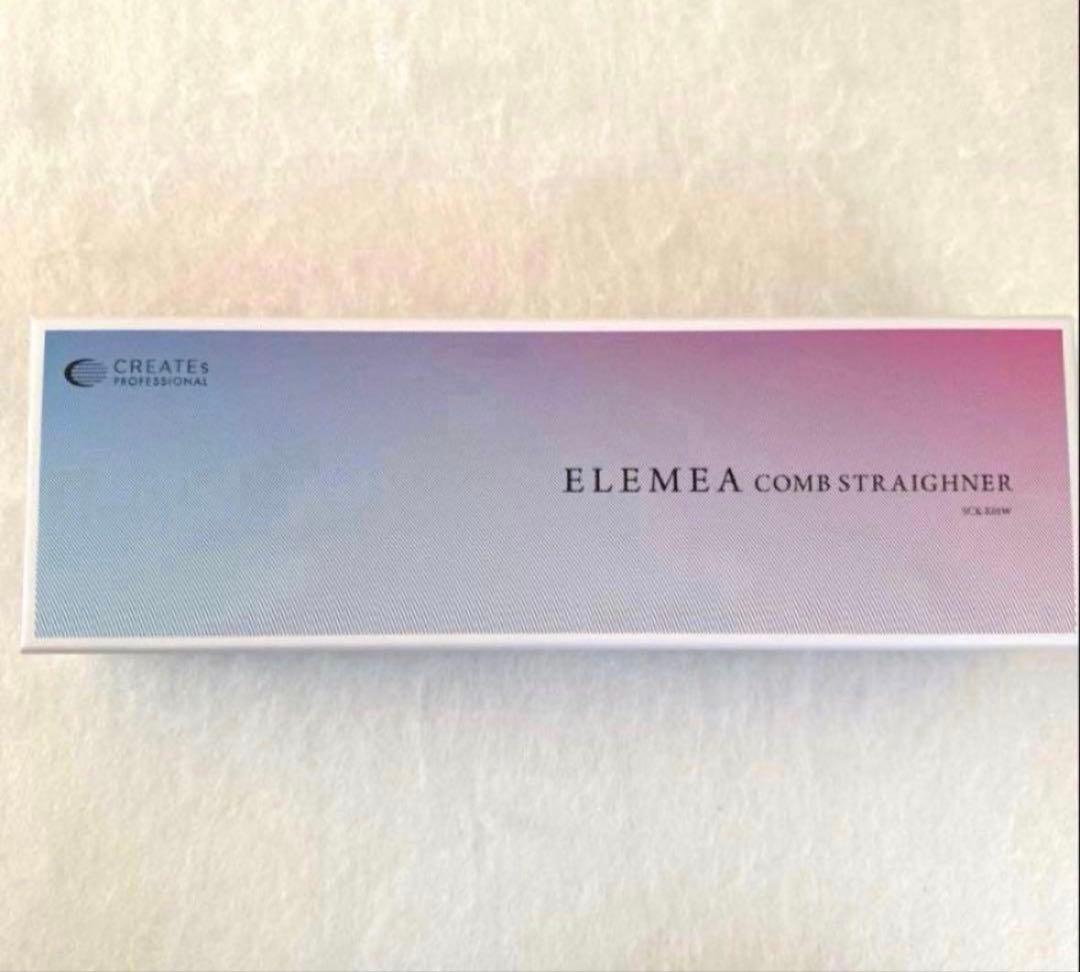 CREATEs
PROFESSIONAL
ELEMEA COMB STRAIGHNER